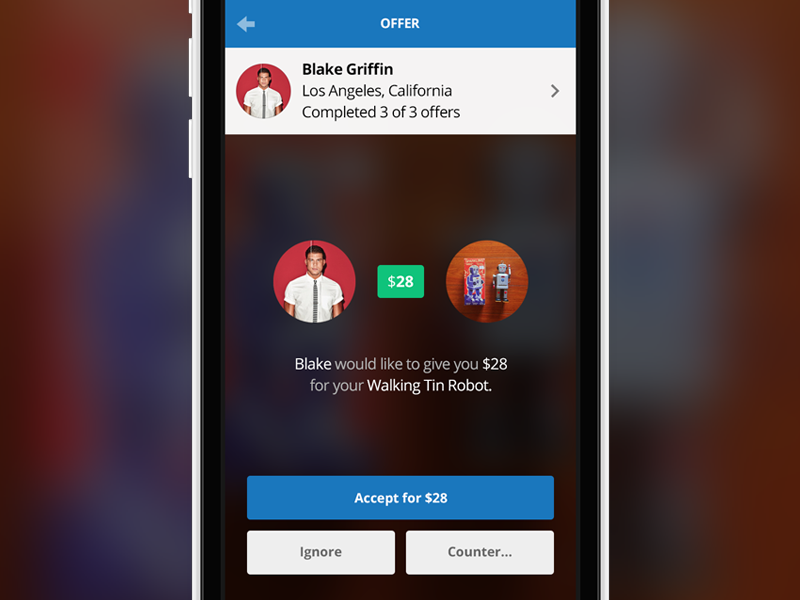 OFFER
Blake Griffin
Los Angeles, California
Completed 3 of 3 offers
$28
Blake would like to give you $28
for your Walking Tin Robot.
Accept for $28
Ignore
Counter...